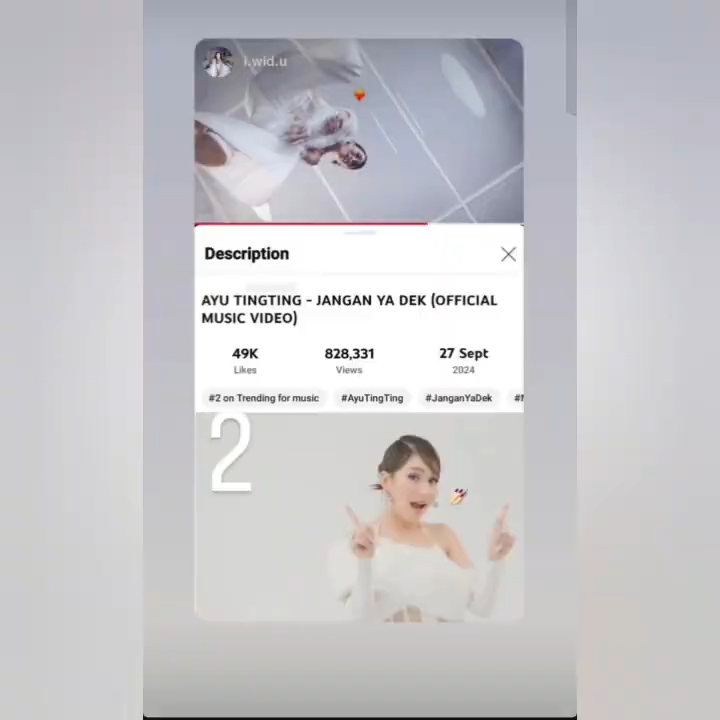 i.wid.u
Description
AYU TINGTING - JANGAN YA DEK (OFFICIAL
MUSIC VIDEO)
49K 828,331 27 Sept
Likes Views 2024
#2 on Trending for music #AyuTingTing #JanganYaDek
2